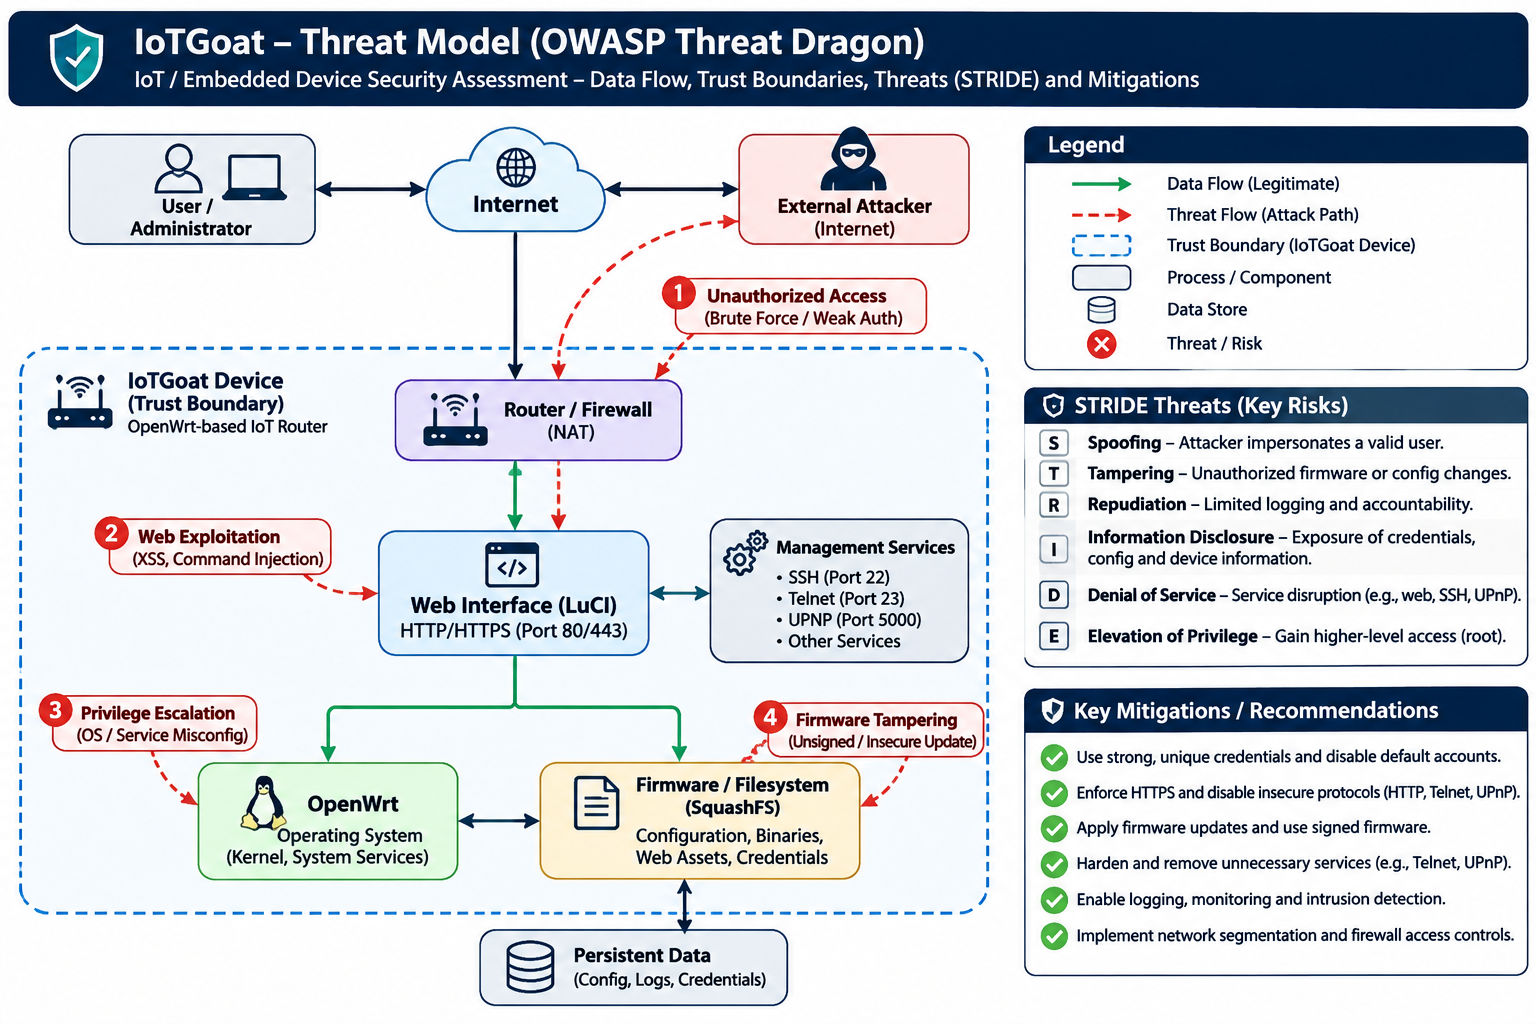 IoTGoat – Threat Model (OWASP Threat Dragon)
IoT / Embedded Device Security Assessment – Data Flow, Trust Boundaries, Threats (STRIDE) and Mitigations
User /
Administrator
Internet
External Attacker
(Internet)
1
Unauthorized Access
(Brute Force / Weak Auth)
IoTGoat Device
(Trust Boundary)
OpenWrt-based IoT Router
Router / Firewall
(NAT)
2
Web Exploitation
(XSS, Command Injection)
</>
Web Interface (LuCI)
HTTP/HTTPS (Port 80/443)
Management Services
• SSH (Port 22)
• Telnet (Port 23)
• UPNP (Port 5000)
• Other Services
3
Privilege Escalation
(OS / Service Misconfig)
4
Firmware Tampering
(Unsigned / Insecure Update)
OpenWrt
Operating System
(Kernel, System Services)
Firmware / Filesystem
(SquashFS)
Configuration, Binaries,
Web Assets, Credentials
Persistent Data
(Config, Logs, Credentials)
Legend
Data Flow (Legitimate)
Threat Flow (Attack Path)
Trust Boundary (IoTGoat Device)
Process / Component
Data Store
Threat / Risk
STRIDE Threats (Key Risks)
S Spoofing – Attacker impersonates a valid user.
T Tampering – Unauthorized firmware or config changes.
R Repudiation – Limited logging and accountability.
I Information Disclosure – Exposure of credentials,
config and device information.
D Denial of Service – Service disruption (e.g., web, SSH, UPnP).
E Elevation of Privilege – Gain higher-level access (root).
Key Mitigations / Recommendations
Use strong, unique credentials and disable default accounts.
Enforce HTTPS and disable insecure protocols (HTTP, Telnet, UPnP).
Apply firmware updates and use signed firmware.
Harden and remove unnecessary services (e.g., Telnet, UPnP).
Enable logging, monitoring and intrusion detection.
Implement network segmentation and firewall access controls.